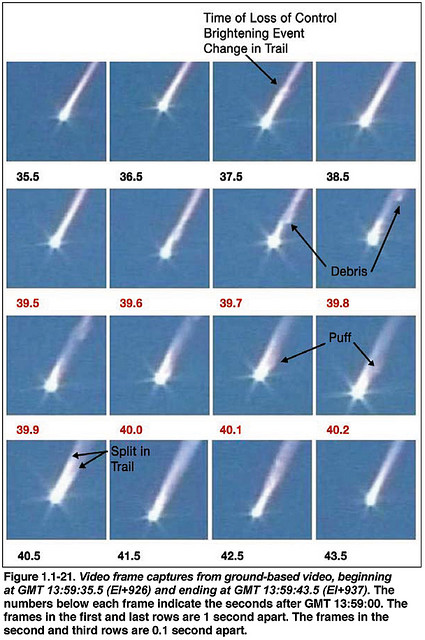 Time of Loss of Control
Brightening Event
Change in Trail
35.5 36.5 37.5 38.5
Debris
39.5 39.6 39.7 39.8
Puff
39.9 40.0 40.1 40.2
Split in
Trail
40.5 41.5 42.5 43.5
Figure 1.1-21. Video frame captures from ground-based video, beginning
at GMT 13:59:35.5 (EI+926) and ending at GMT 13:59:43.5 (EI+937). The
numbers below each frame indicate the seconds after GMT 13:59:00. The
frames in the first and last rows are 1 second apart. The frames in the
second and third rows are 0.1 second apart.